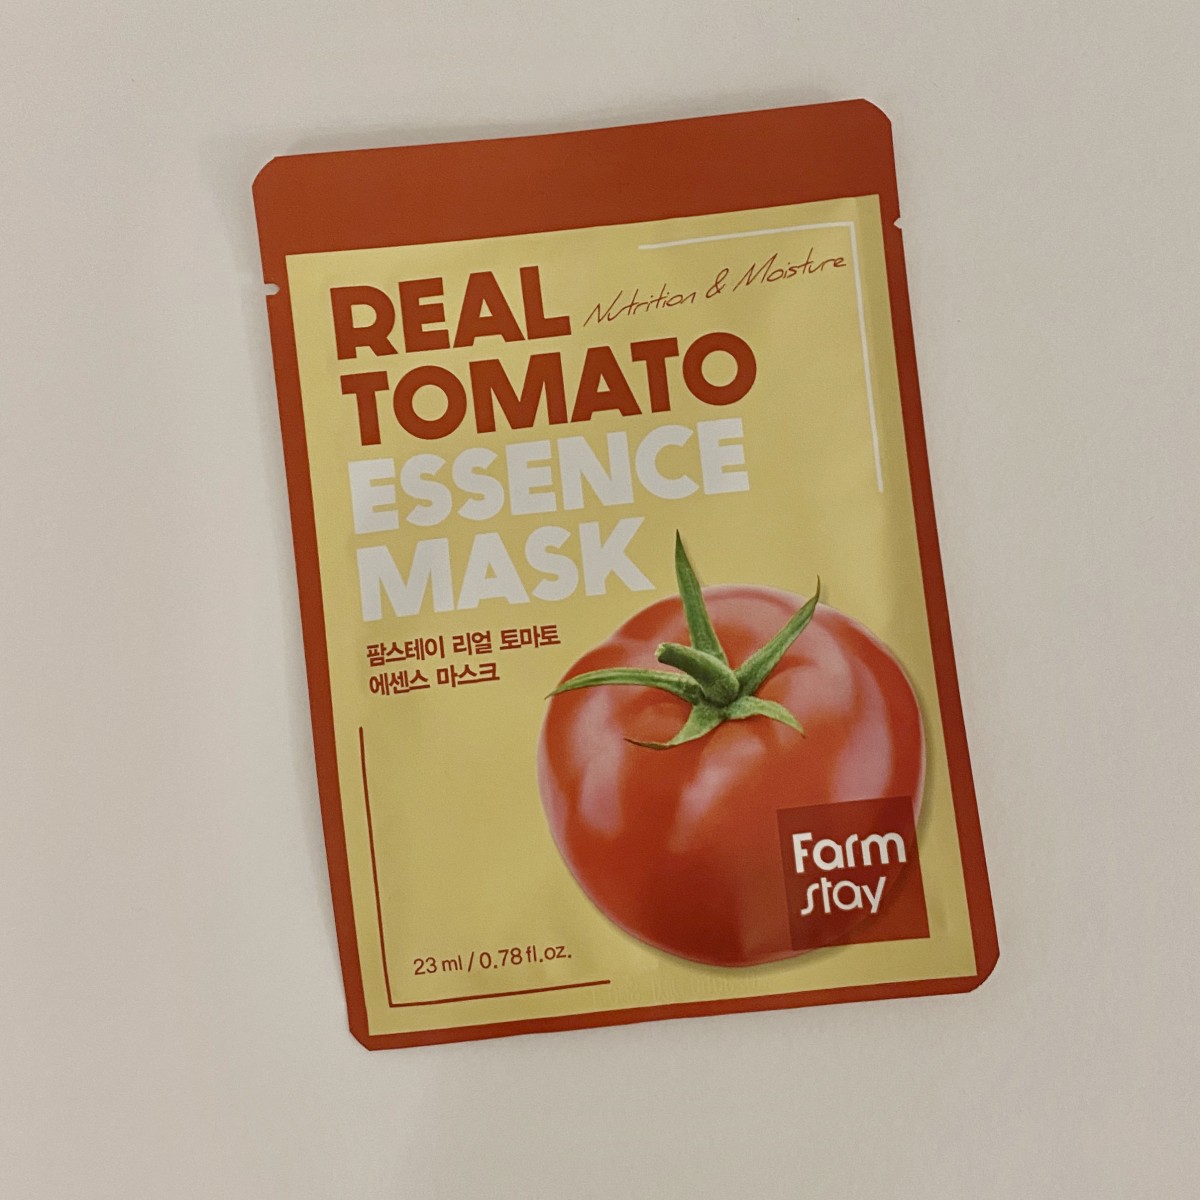 REAL
Nutrition & Moisture
TOMATO
ESSENCE
MASK
팜스테이 리얼 토마토
에센스 마스크
Farm
stay
23 ml / 0.78 fl.oz.